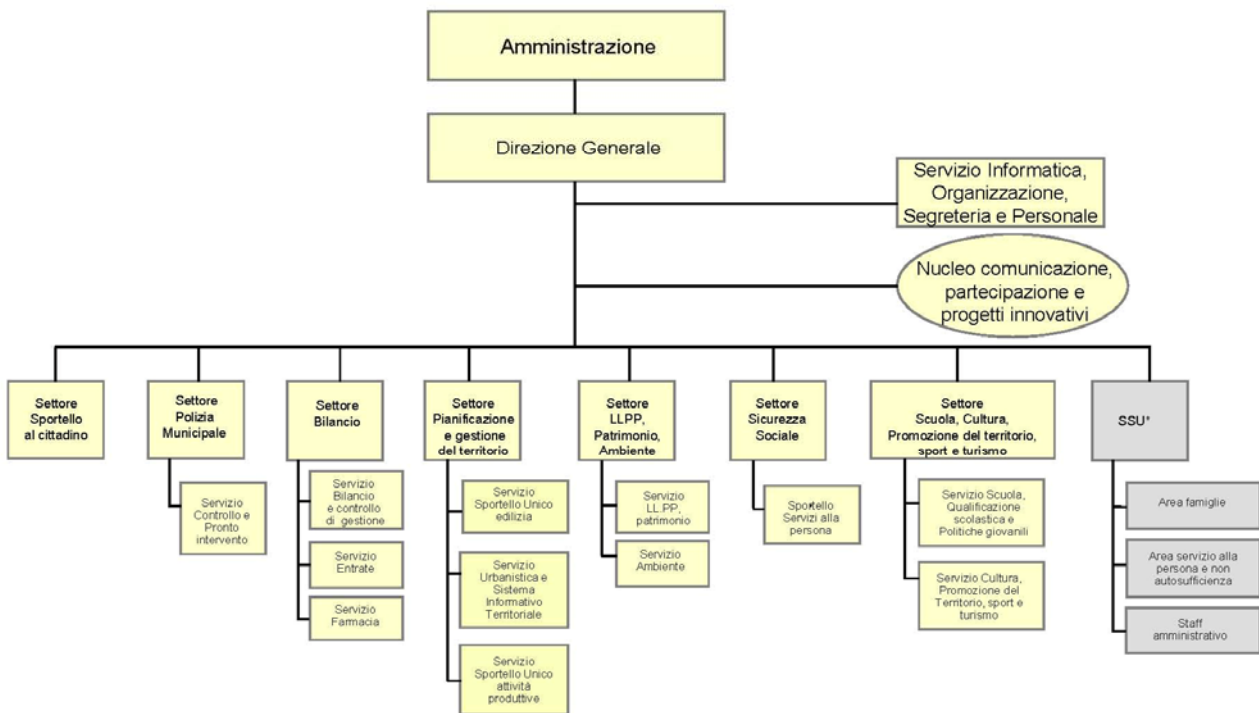 Amministrazione
Direzione Generale
Servizio Informatica,
Organizzazione,
Segreteria e Personale
Nucleo comunicazione,
partecipazione e
progetti innovativi
Settore
Sportello
al cittadino
Settore
Polizia
Municipale
Servizio
Controllo e
Pronto
intervento
Settore
Bilancio
Servizio
Bilancio
e controllo
di gestione
Servizio
Entrate
Servizio
Farmacia
Settore
Pianificazione
e gestione
del territorio
Servizio
Sportello Unico
edilizia
Servizio
Urbanistica e
Sistema
Informativo
Territoriale
Servizio
Sportello Unico
attività
produttive
Settore
LLPP,
Patrimonio,
Ambiente
Servizio
LL.PP,
patrimonio
Servizio
Ambiente
Settore
Sicurezza
Sociale
Sportello
Servizi alla
persona
Settore
Scuola, Cultura,
Promozione del territorio,
sport e turismo
Servizio Scuola,
Qualificazione
scolastica e
Politiche giovanili
Servizio Cultura,
Promozione del
Territorio, sport e
turismo
SSU*
Area famiglie
Area servizio alla
persona e non
autosufficienza
Staff
amministrativo